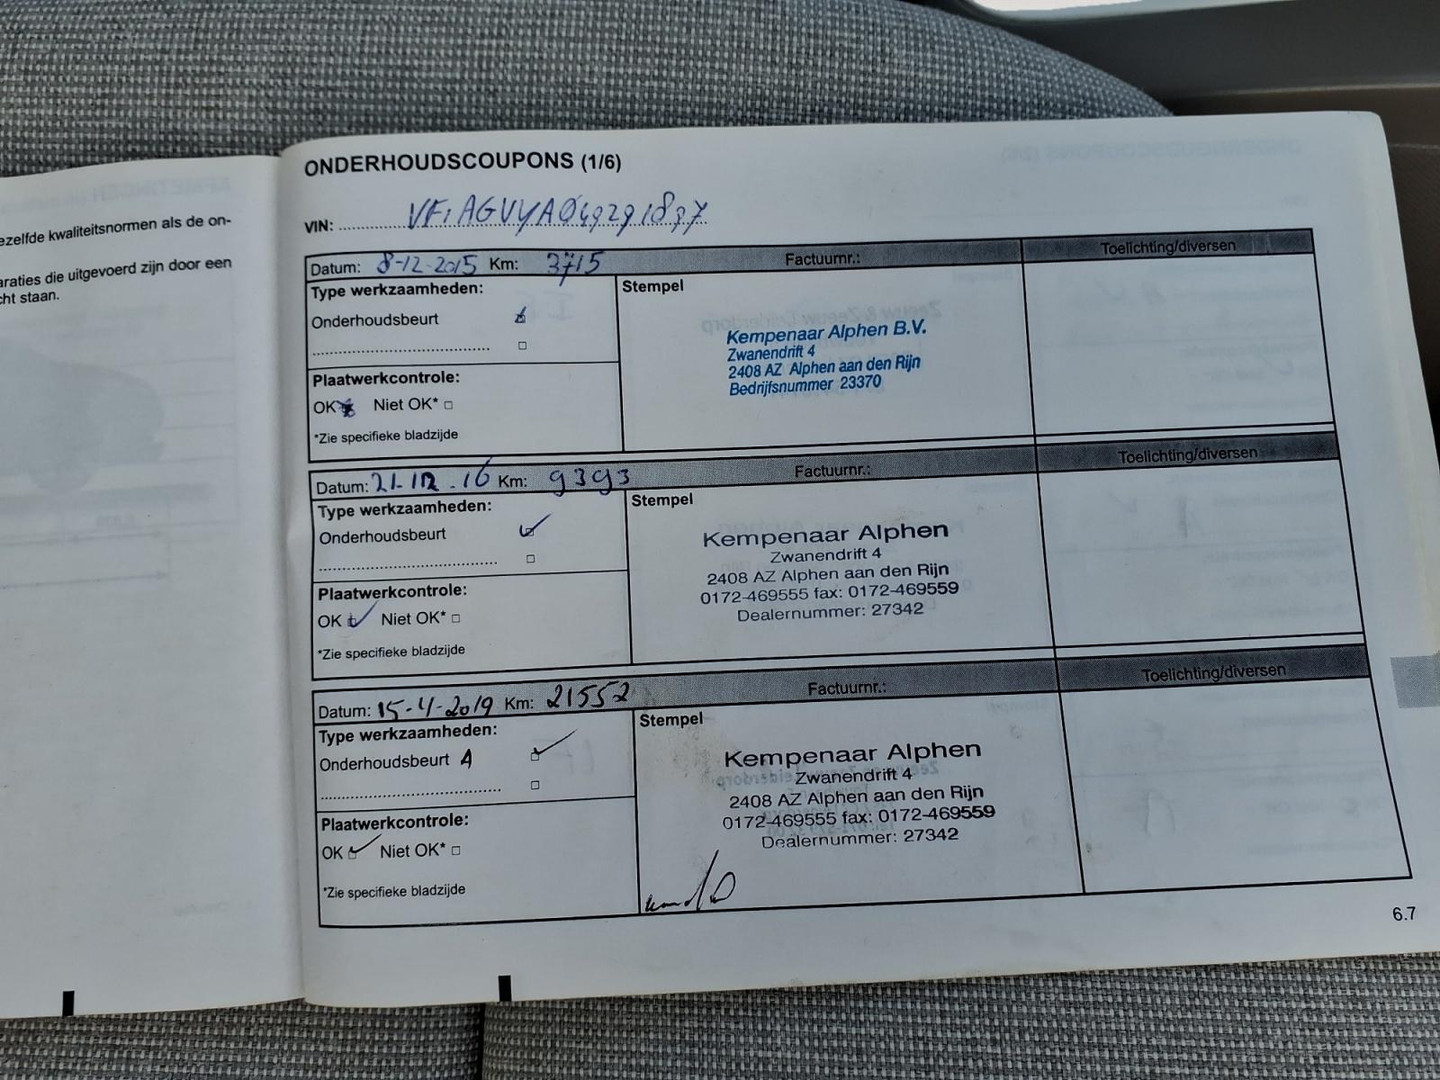 ezelfde kwaliteitsnormen als de on-
araties die uitgevoerd zijn door een
cht staan.
ONDERHOUDSCOUPONS (1/6)
VIN:
Datum: 8-12-2015 Km: 3715 Factuurnr.: Toelichting/diversen
Type werkzaamheden:
Onderhoudsbeurt
Plaatwerkcontrole:
OK Niet OK*
*Zie specifieke bladzijde
Stempel
Kempenaar Alphen B.V.
Zwanendrift 4
2408 AZ Alphen aan den Rijn
Bedrijfsnummer 23370
Datum: 21-12-16 Km: 9393 Factuurnr.: Toelichting/diversen
Type werkzaamheden:
Onderhoudsbeurt
Plaatwerkcontrole:
OK Niet OK*
*Zie specifieke bladzijde
Stempel
Kempenaar Alphen
Zwanendrift 4
2408 AZ Alphen aan den Rijn
0172-469555 fax: 0172-469559
Dealernummer: 27342
Datum: 15-4-2019 Km: 21552 Factuurnr.: Toelichting/diversen
Type werkzaamheden:
Onderhoudsbeurt A
Plaatwerkcontrole:
OK Niet OK*
*Zie specifieke bladzijde
Stempel
Kempenaar Alphen
Zwanendrift 4
2408 AZ Alphen aan den Rijn
0172-469555 fax: 0172-469559
Dealernummer: 27342
6.7